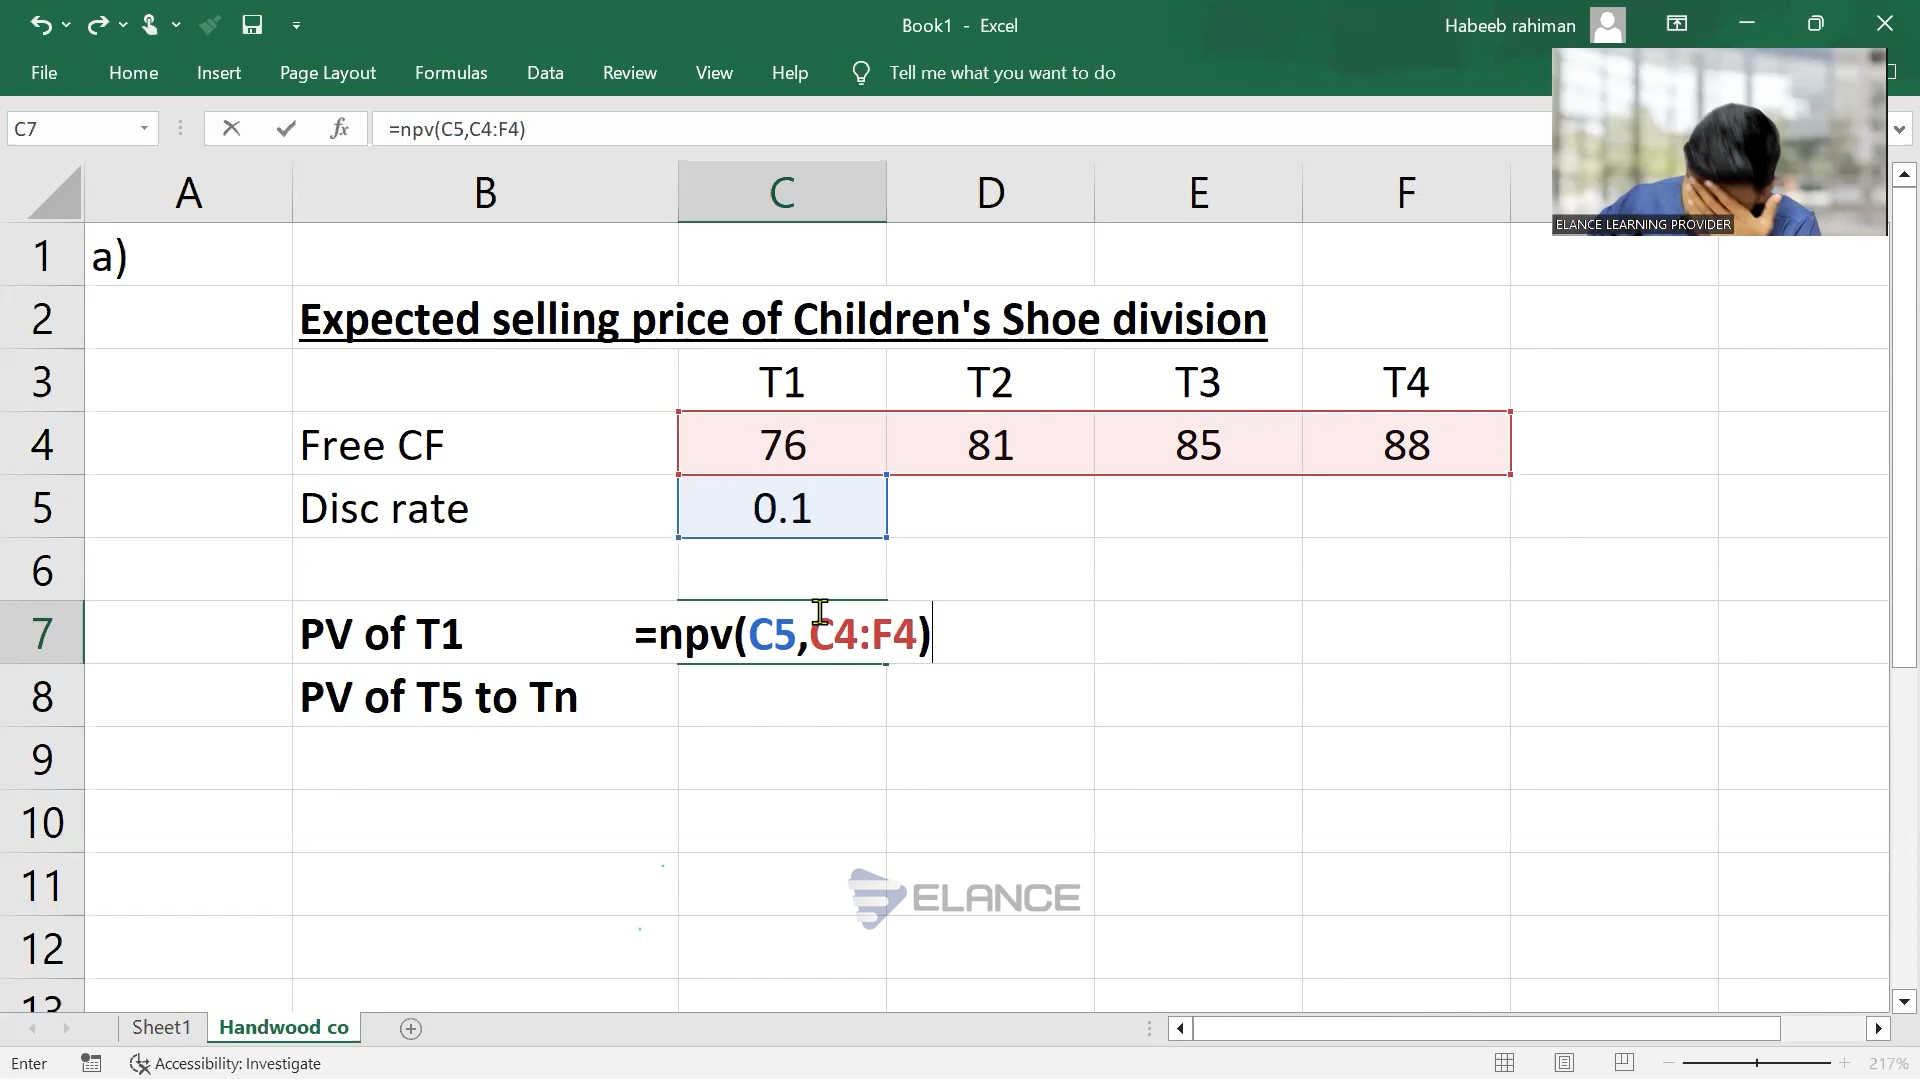 Book1 - Excel
Habeeb rahiman
File Home Insert Page Layout Formulas Data Review View Help Tell me what you want to do
C7 fx =npv(C5,C4:F4)
ELANCE LEARNING PROVIDER
A B C D E F
1 a)
2 Expected selling price of Children's Shoe division
3 T1 T2 T3 T4
4 Free CF 76 81 85 88
5 Disc rate 0.1
6
7 PV of T1 =npv(C5,C4:F4)
8 PV of T5 to Tn
9
10
11 ELANCE
12
13
Sheet1 Handwood co
Enter Accessibility: Investigate 217%